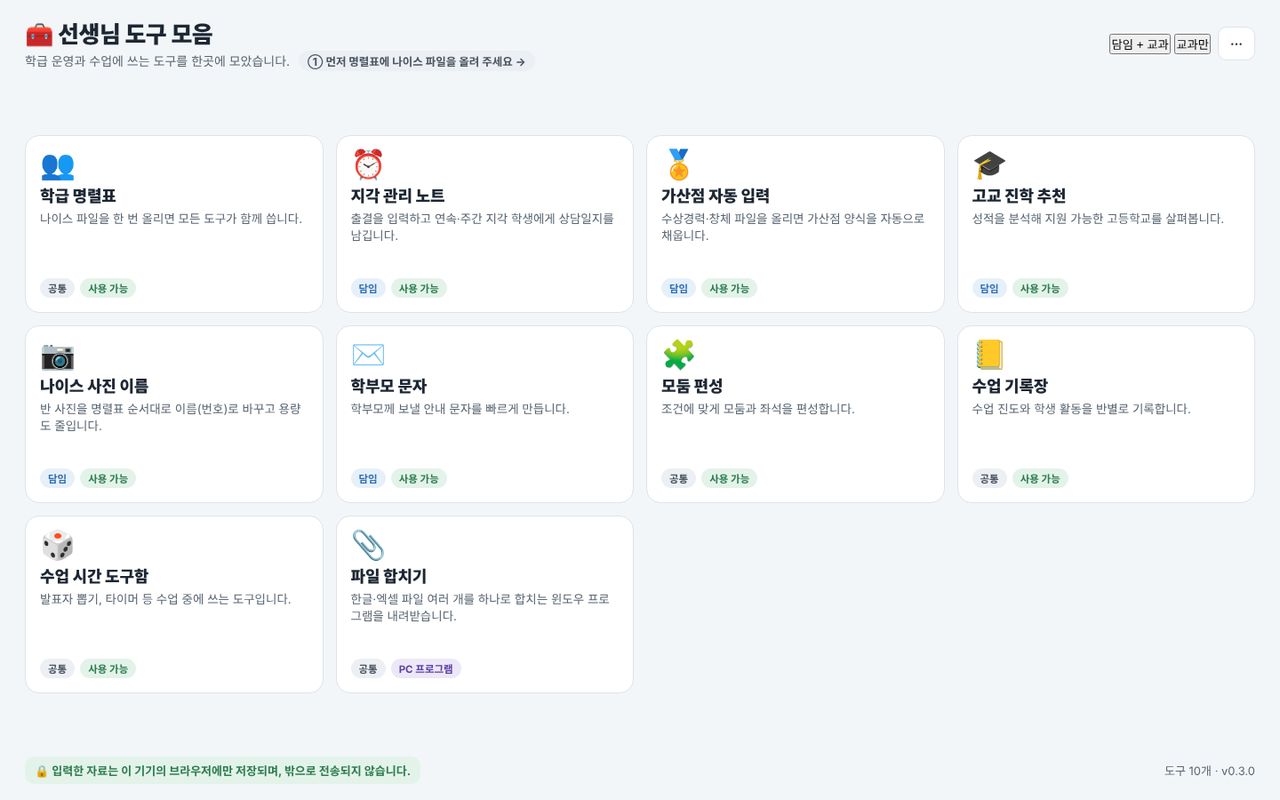 선생님 도구 모음
학급 운영과 수업에 쓰는 도구를 한곳에 모았습니다.
① 먼저 명렬표에 나이스 파일을 올려 주세요 →
담임 + 교과
교과만
···
학급 명렬표
나이스 파일을 한 번 올리면 모든 도구가 함께 씁니다.
공통
사용 가능
지각 관리 노트
출결을 입력하고 연속·주간 지각 학생에게 상담일지를
남깁니다.
담임
사용 가능
가산점 자동 입력
수상경력·창체 파일을 올리면 가산점 양식을 자동으로
채웁니다.
담임
사용 가능
고교 진학 추천
성적을 분석해 지원 가능한 고등학교를 살펴봅니다.
담임
사용 가능
나이스 사진 이름
반 사진을 명렬표 순서대로 이름(번호)로 바꾸고 용량
도 줄입니다.
담임
사용 가능
학부모 문자
학부모께 보낼 안내 문자를 빠르게 만듭니다.
담임
사용 가능
모둠 편성
조건에 맞게 모둠과 좌석을 편성합니다.
공통
사용 가능
수업 기록장
수업 진도와 학생 활동을 반별로 기록합니다.
공통
사용 가능
수업 시간 도구함
발표자 뽑기, 타이머 등 수업 중에 쓰는 도구입니다.
공통
사용 가능
파일 합치기
한글·엑셀 파일 여러 개를 하나로 합치는 윈도우 프로
그램을 내려받습니다.
공통
PC 프로그램
입력한 자료는 이 기기의 브라우저에만 저장되며, 밖으로 전송되지 않습니다.
도구 10개 · v0.3.0